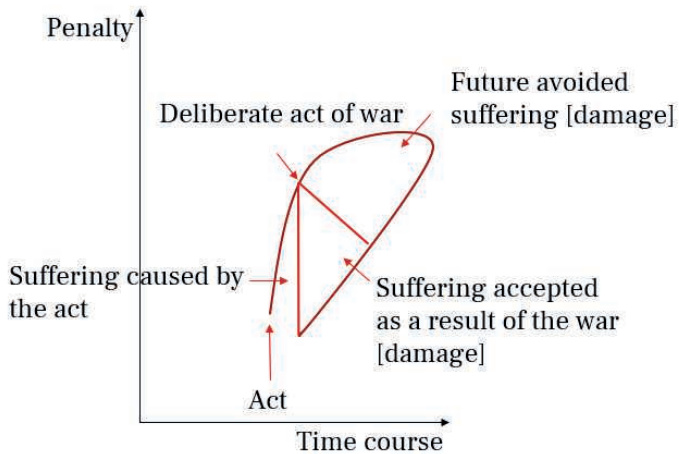 Penalty
Future avoided
suffering [damage]
Deliberate act of war
Suffering caused by
the act
Suffering accepted
as a result of the war
[damage]
Act
Time course